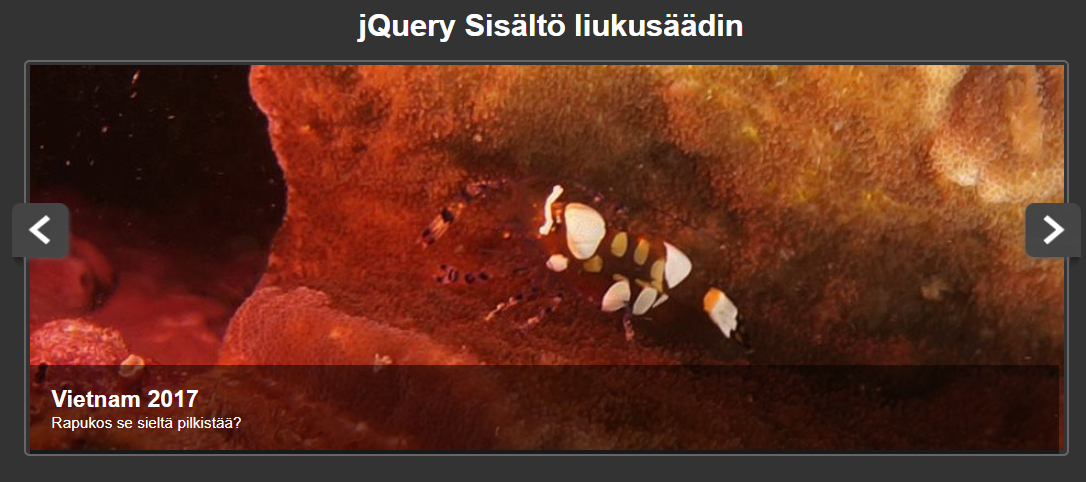 jQuery Sisältö liukusäädin
Vietnam 2017
Rapukos se sieltä pilkistää?